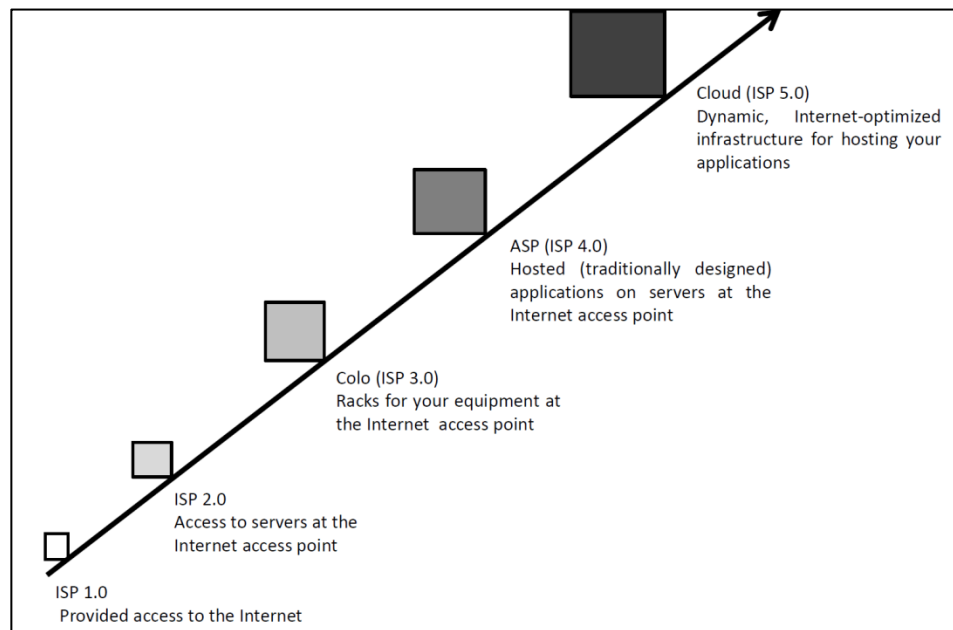 Cloud (ISP 5.0)
Dynamic, Internet-optimized
infrastructure for hosting your
applications
ASP (ISP 4.0)
Hosted (traditionally designed)
applications on servers at the
Internet access point
Colo (ISP 3.0)
Racks for your equipment at
the Internet access point
ISP 2.0
Access to servers at the
Internet access point
ISP 1.0
Provided access to the Internet